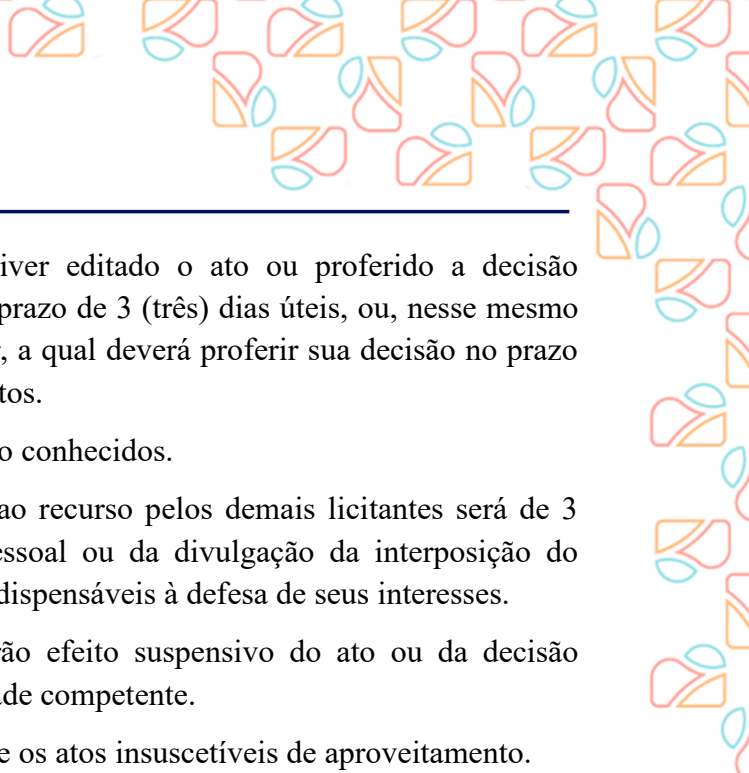 iver editado o ato ou proferido a decisão
prazo de 3 (três) dias úteis, ou, nesse mesmo
, a qual deverá proferir sua decisão no prazo
tos.
o conhecidos.
ao recurso pelos demais licitantes será de 3
essoal ou da divulgação da interposição do
dispensáveis à defesa de seus interesses.
rão efeito suspensivo do ato ou da decisão
de competente.
e os atos insuscetíveis de aproveitamento.